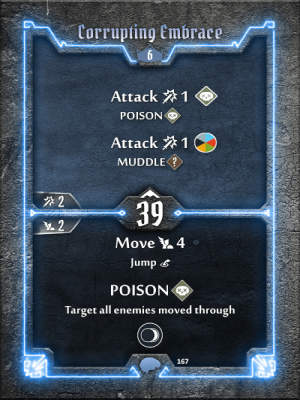 Corrupting Embrace
6
Attack 1
POISON
Attack 1
MUDDLE ?
2
39
2
Move 4
Jump
POISON
Target all enemies moved through
167